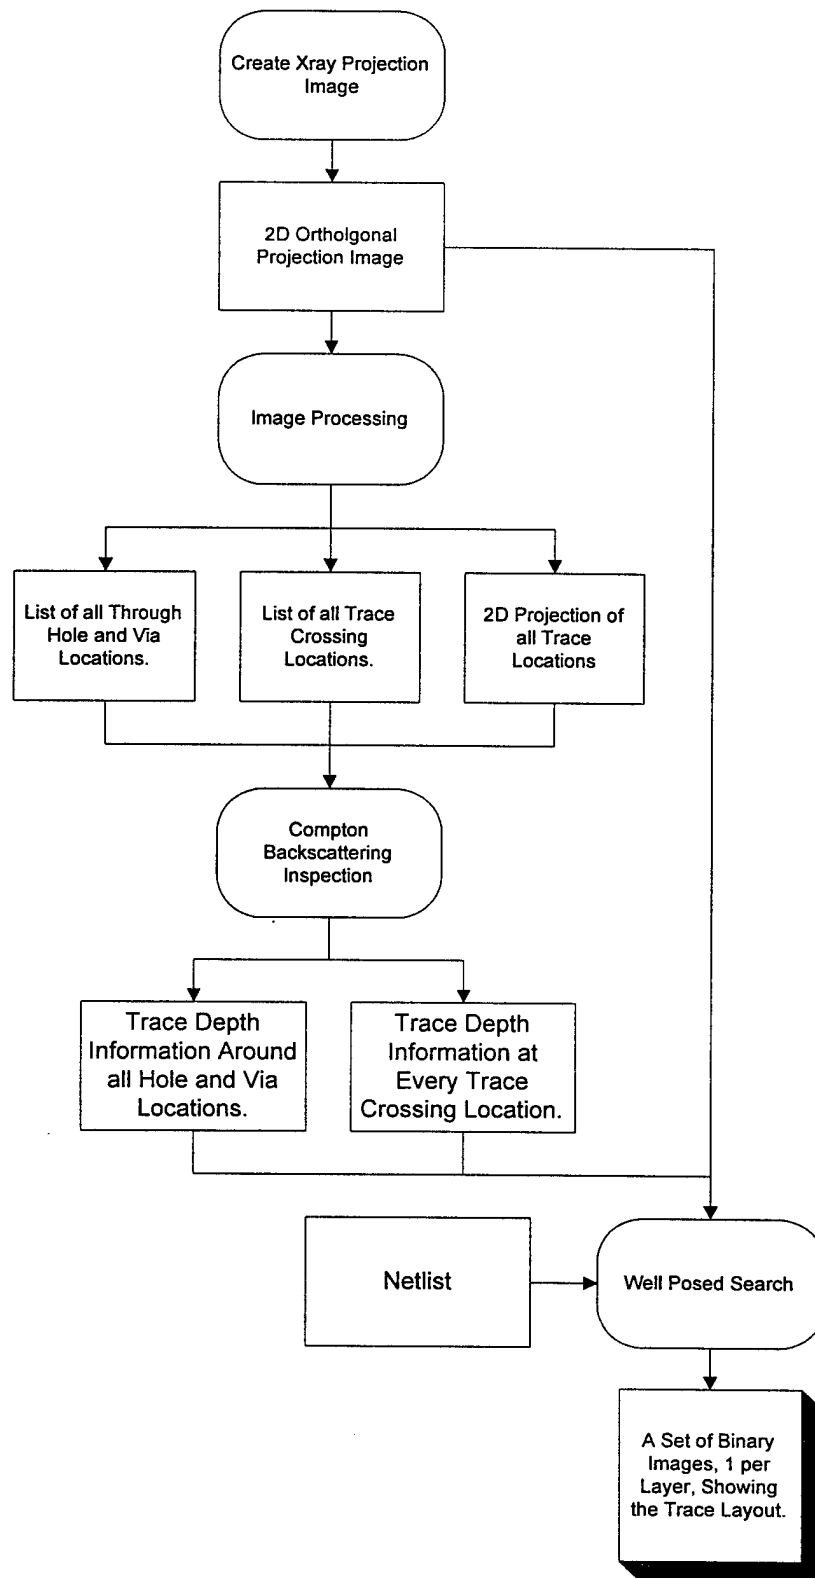 Create Xray Projection
Image
2D Ortholgonal
Projection Image
Image Processing
List of all Through
Hole and Via
Locations.
List of all Trace
Crossing
Locations.
2D Projection of
all Trace
Locations
Compton
Backscattering
Inspection
Trace Depth
Information Around
all Hole and Via
Locations.
Trace Depth
Information at
Every Trace
Crossing Location.
Netlist
Well Posed Search
A Set of Binary
Images, 1 per
Layer, Showing
the Trace Layout.